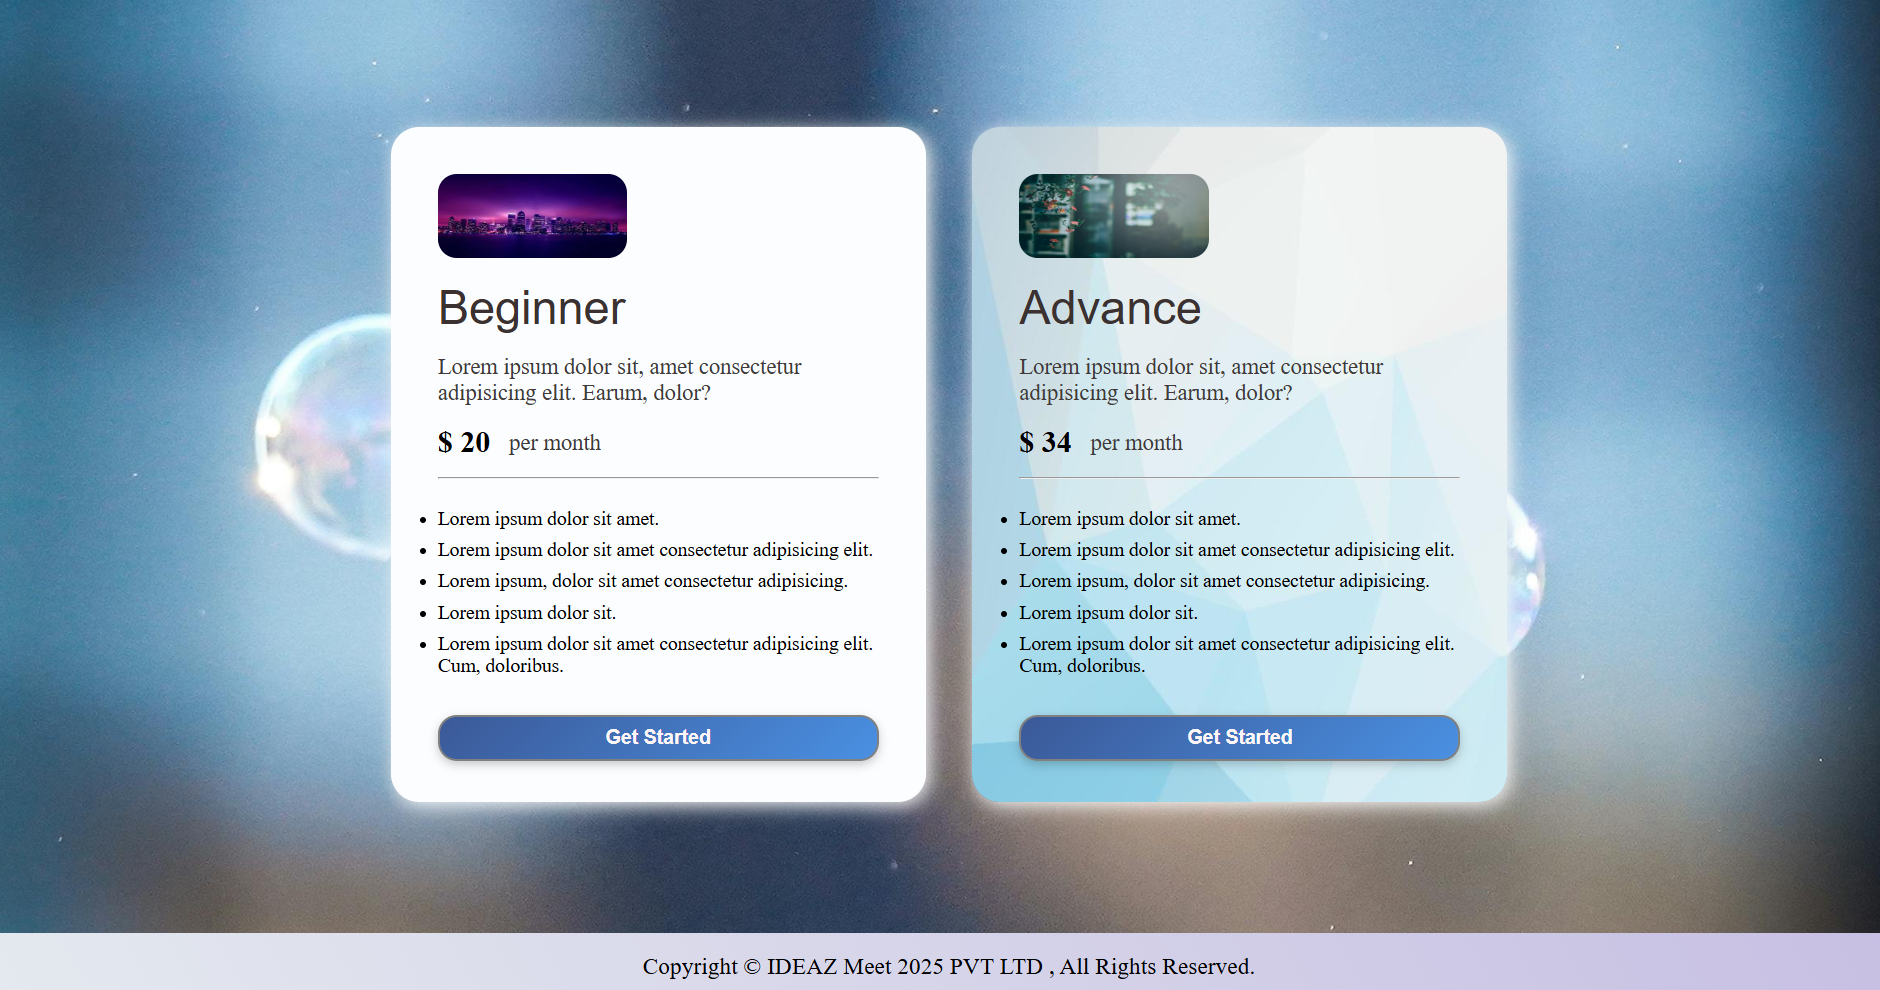 Beginner
Lorem ipsum dolor sit, amet consectetur
adipisicing elit. Earum, dolor?
$ 20 per month
Lorem ipsum dolor sit amet.
Lorem ipsum dolor sit amet consectetur adipisicing elit.
Lorem ipsum, dolor sit amet consectetur adipisicing.
Lorem ipsum dolor sit.
Lorem ipsum dolor sit amet consectetur adipisicing elit.
Cum, doloribus.
Get Started
Advance
Lorem ipsum dolor sit, amet consectetur
adipisicing elit. Earum, dolor?
$ 34 per month
Lorem ipsum dolor sit amet.
Lorem ipsum dolor sit amet consectetur adipisicing elit.
Lorem ipsum, dolor sit amet consectetur adipisicing.
Lorem ipsum dolor sit.
Lorem ipsum dolor sit amet consectetur adipisicing elit.
Cum, doloribus.
Get Started
Copyright © IDEAZ Meet 2025 PVT LTD , All Rights Reserved.